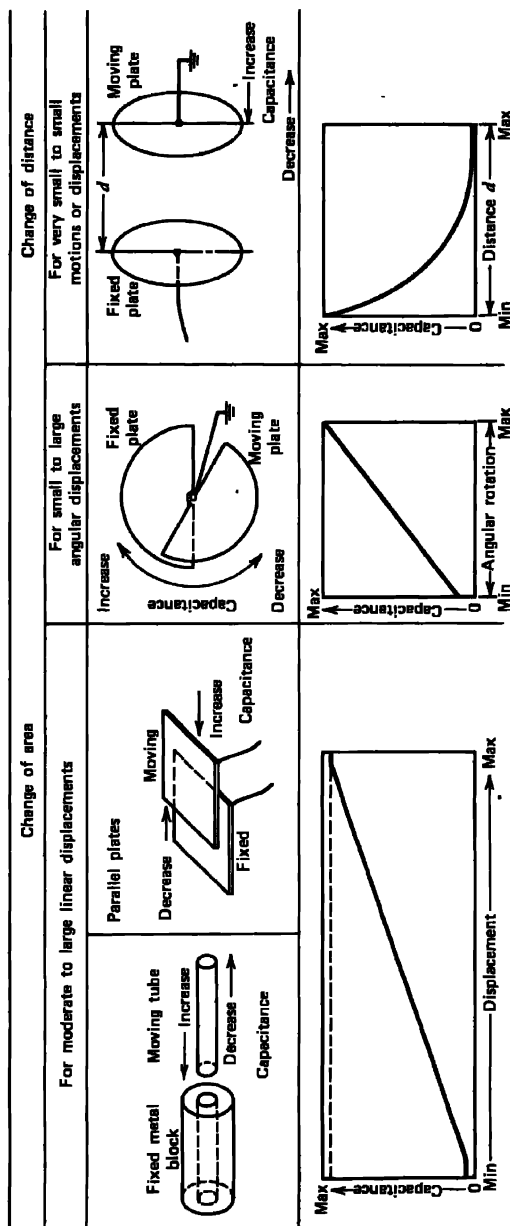 Change of area
Change of distance
For moderate to large linear displacements
For small to large
angular displacements
For very small to small
motions or displacements
Fixed metal
block
Moving tube
Increase
Decrease
Capacitance
Parallel plates
Decrease
Moving
Fixed
Increase
Capacitance
Increase
Fixed
plate
Capacitance
Moving
plate
Decrease
Fixed plate
d
Moving
plate
Increase
Capacitance
Decrease
Max
Capacitance
0
Min
Displacement
Max
Max
Capacitance
0
Min
Angular rotation
Max
Max
Capacitance
0
Min
Distance d
Max